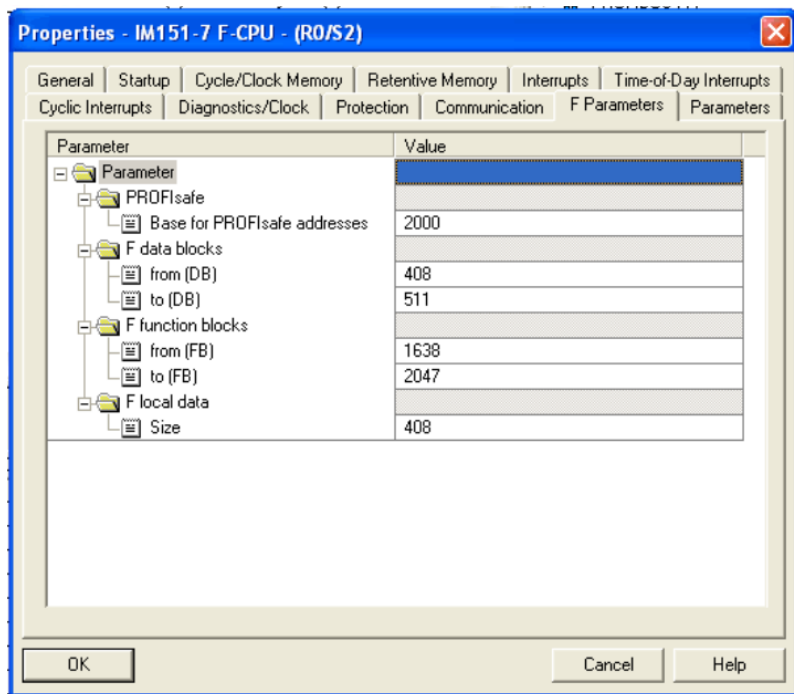 Properties - IM151-7 F-CPU - (R0/S2)
General Startup Cycle/Clock Memory Retentive Memory Interrupts Time-of-Day Interrupts
Cyclic Interrupts Diagnostics/Clock Protection Communication F Parameters Parameters
Parameter Value
Parameter
PROFIsafe
Base for PROFIsafe addresses 2000
F data blocks
from (DB) 408
to (DB) 511
F function blocks
from (FB) 1638
to (FB) 2047
F local data
Size 408
OK Cancel Help